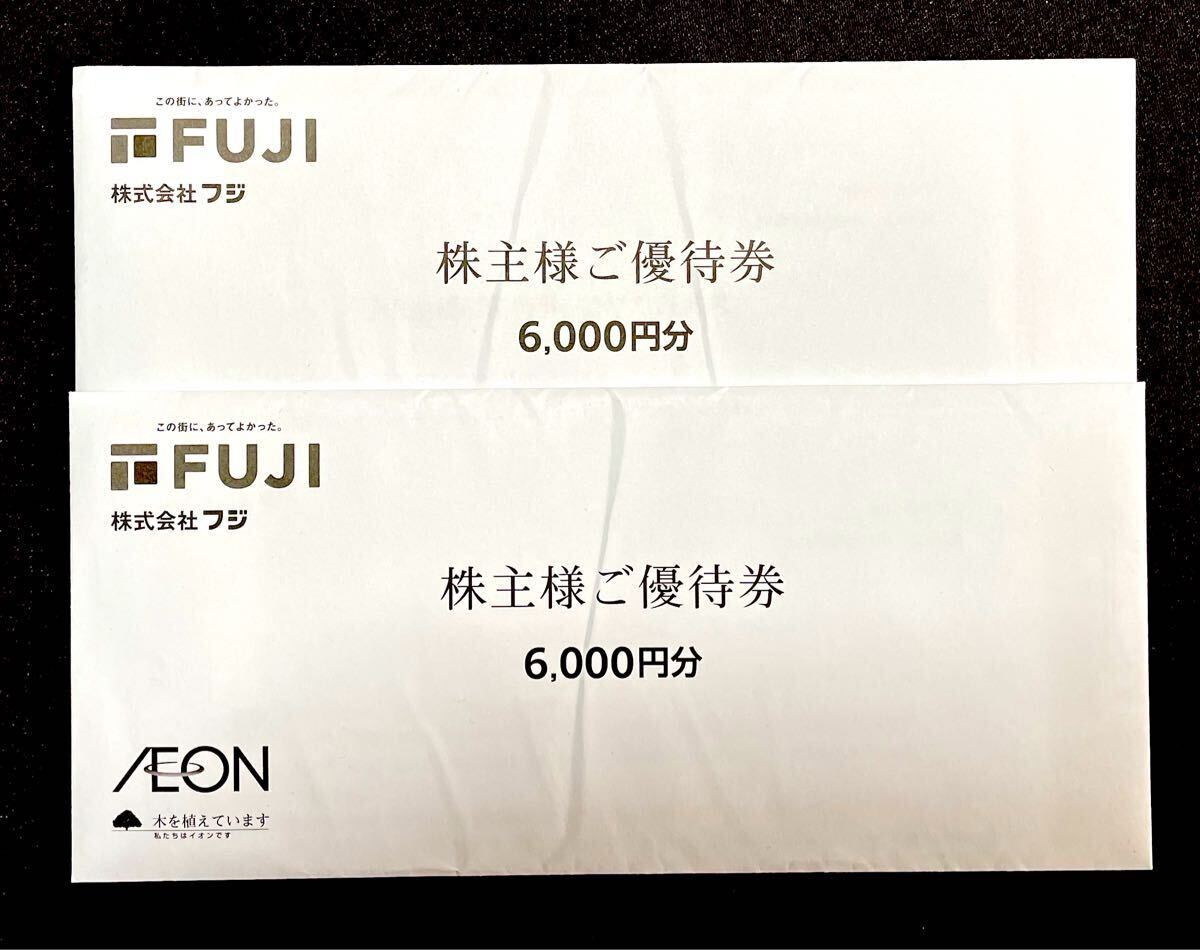 この街に、あってよかった。
FUJI
株式会社フジ
株主様ご優待券
6,000円分
この街に、あってよかった。
FUJI
株式会社フジ
株主様ご優待券
6,000円分
ÆON
木を植えています
私たちはイオンです